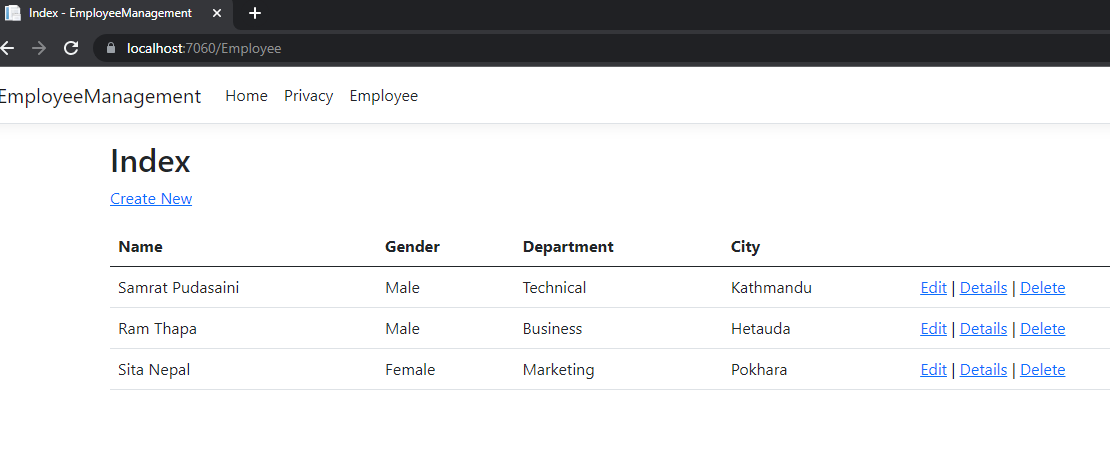 Index - EmployeeManagement
localhost:7060/Employee
EmployeeManagement Home Privacy Employee
Index
Create New
Name Gender Department City
Samrat Pudasaini Male Technical Kathmandu Edit | Details | Delete
Ram Thapa Male Business Hetauda Edit | Details | Delete
Sita Nepal Female Marketing Pokhara Edit | Details | Delete